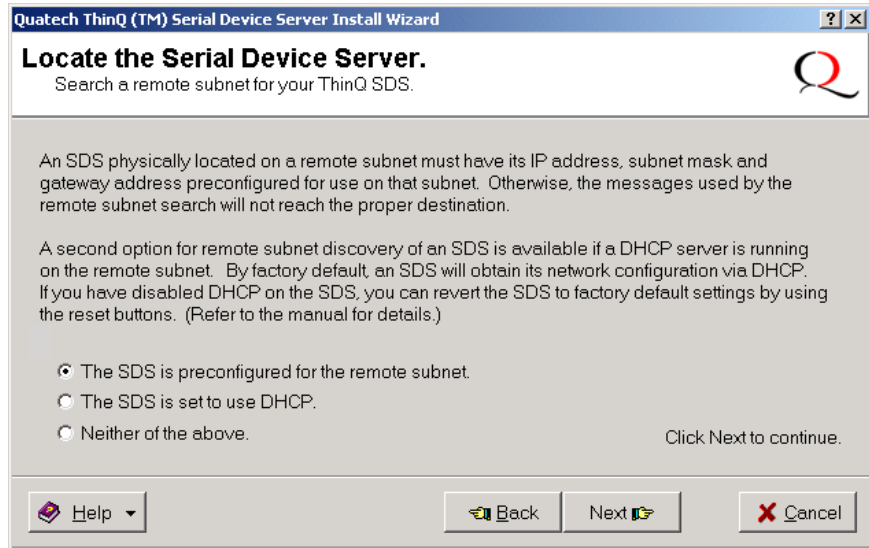 Quatech ThinQ (TM) Serial Device Server Install Wizard
Locate the Serial Device Server.
Search a remote subnet for your ThinQ SDS.
An SDS physically located on a remote subnet must have its IP address, subnet mask and
gateway address preconfigured for use on that subnet. Otherwise, the messages used by the
remote subnet search will not reach the proper destination.
A second option for remote subnet discovery of an SDS is available if a DHCP server is running
on the remote subnet. By factory default, an SDS will obtain its network configuration via DHCP.
If you have disabled DHCP on the SDS, you can revert the SDS to factory default settings by using
the reset buttons. (Refer to the manual for details.)
The SDS is preconfigured for the remote subnet.
The SDS is set to use DHCP.
Neither of the above.
Click Next to continue.
Help
Back
Next
Cancel